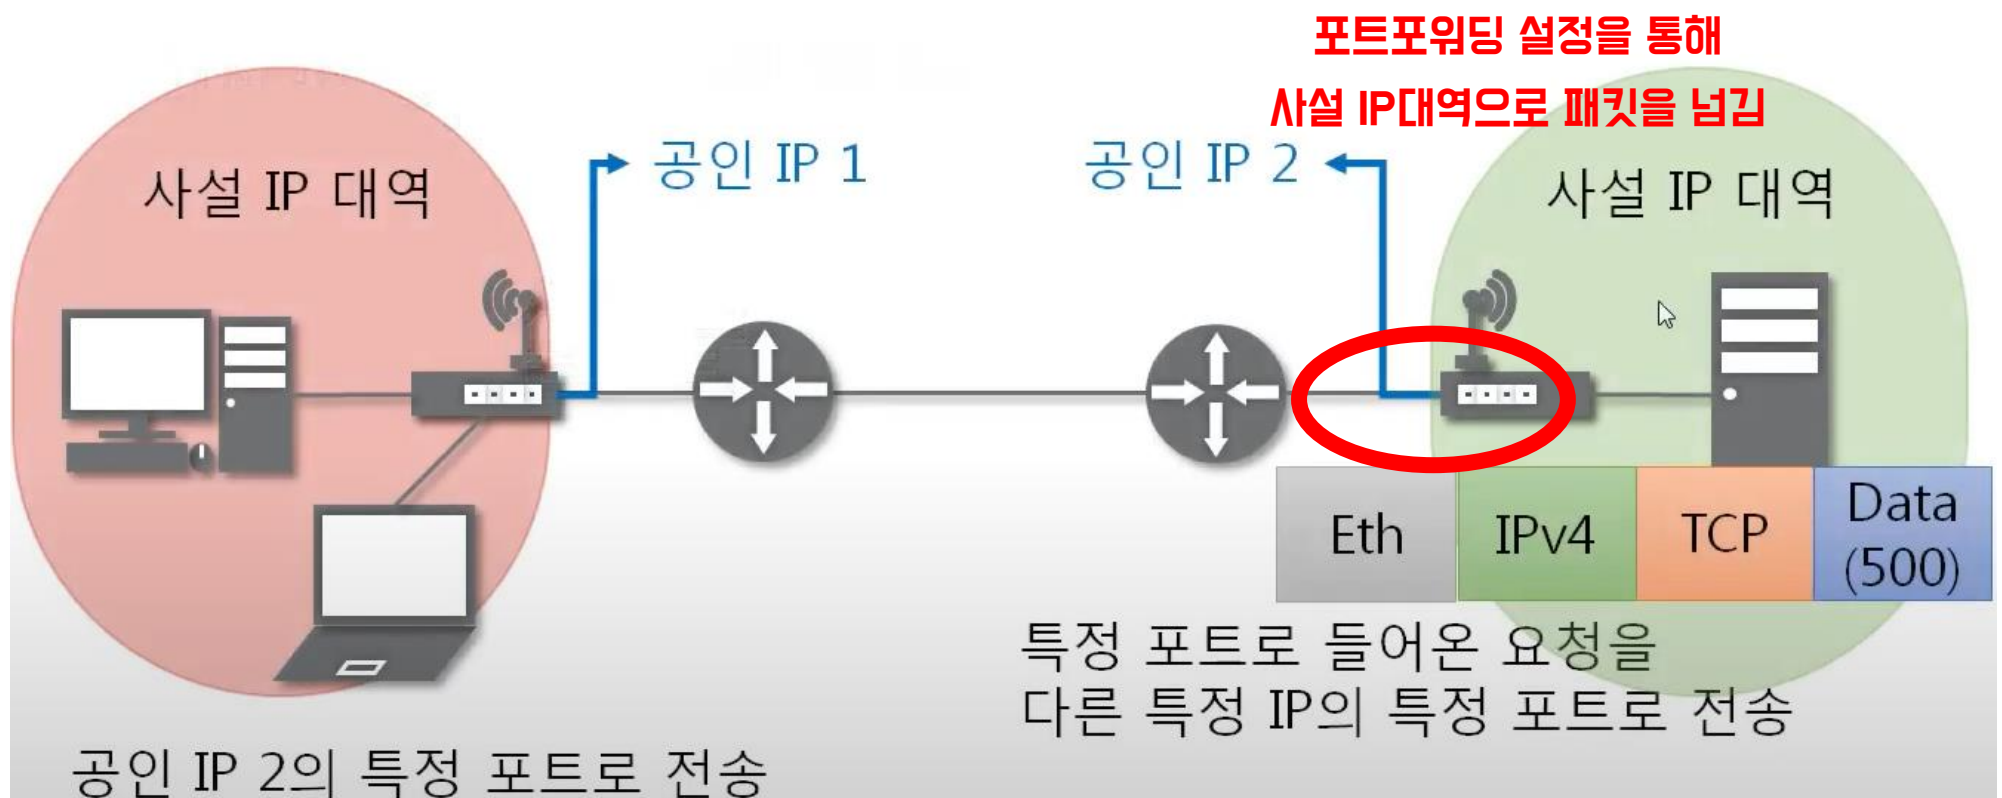 포트포워딩 설정을 통해
사설 IP대역으로 패킷을 넘김
공인 IP 1
공인 IP 2
사설 IP 대역
사설 IP 대역
Eth
IPv4
TCP
Data
(500)
특정 포트로 들어온 요청을
다른 특정 IP의 특정 포트로 전송
공인 IP 2의 특정 포트로 전송